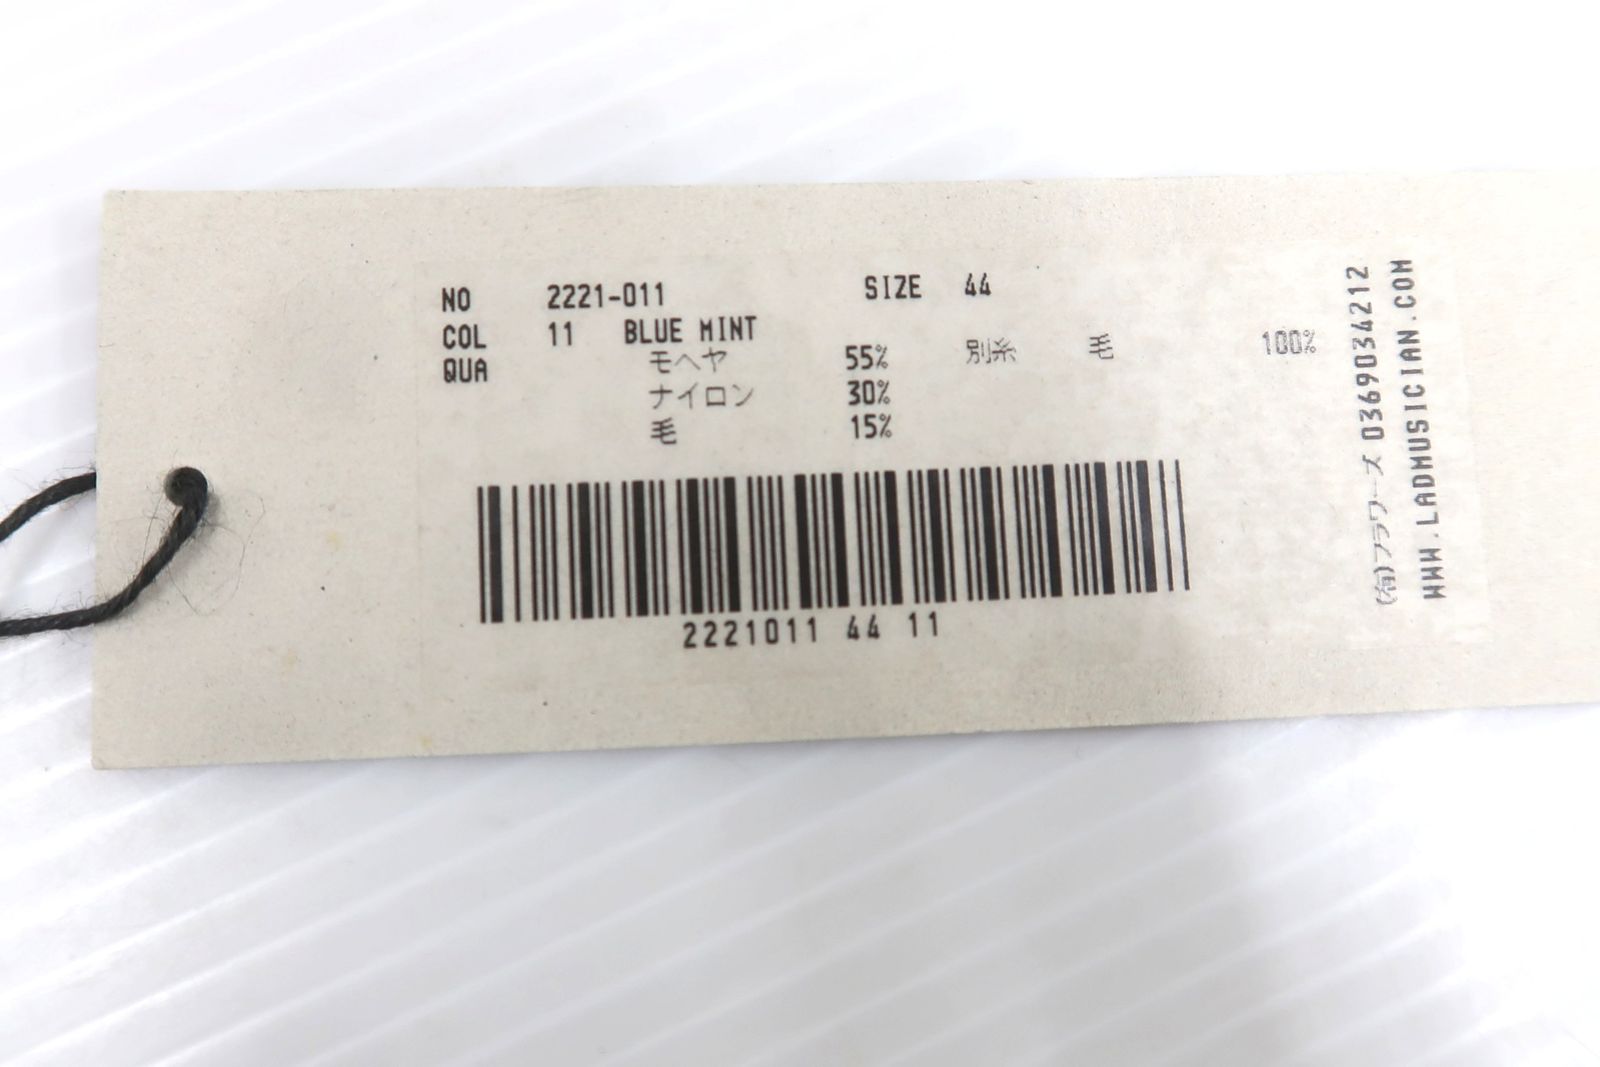 NO 2221-011 SIZE 44
COL 11 BLUE MINT
QUA モヘヤ 55% 別糸 毛 100%
ナイロン 30%
毛 15%
2221011 44 11
(有)フラワーズ 0369034212
WWW.LADMUSICIAN.COM